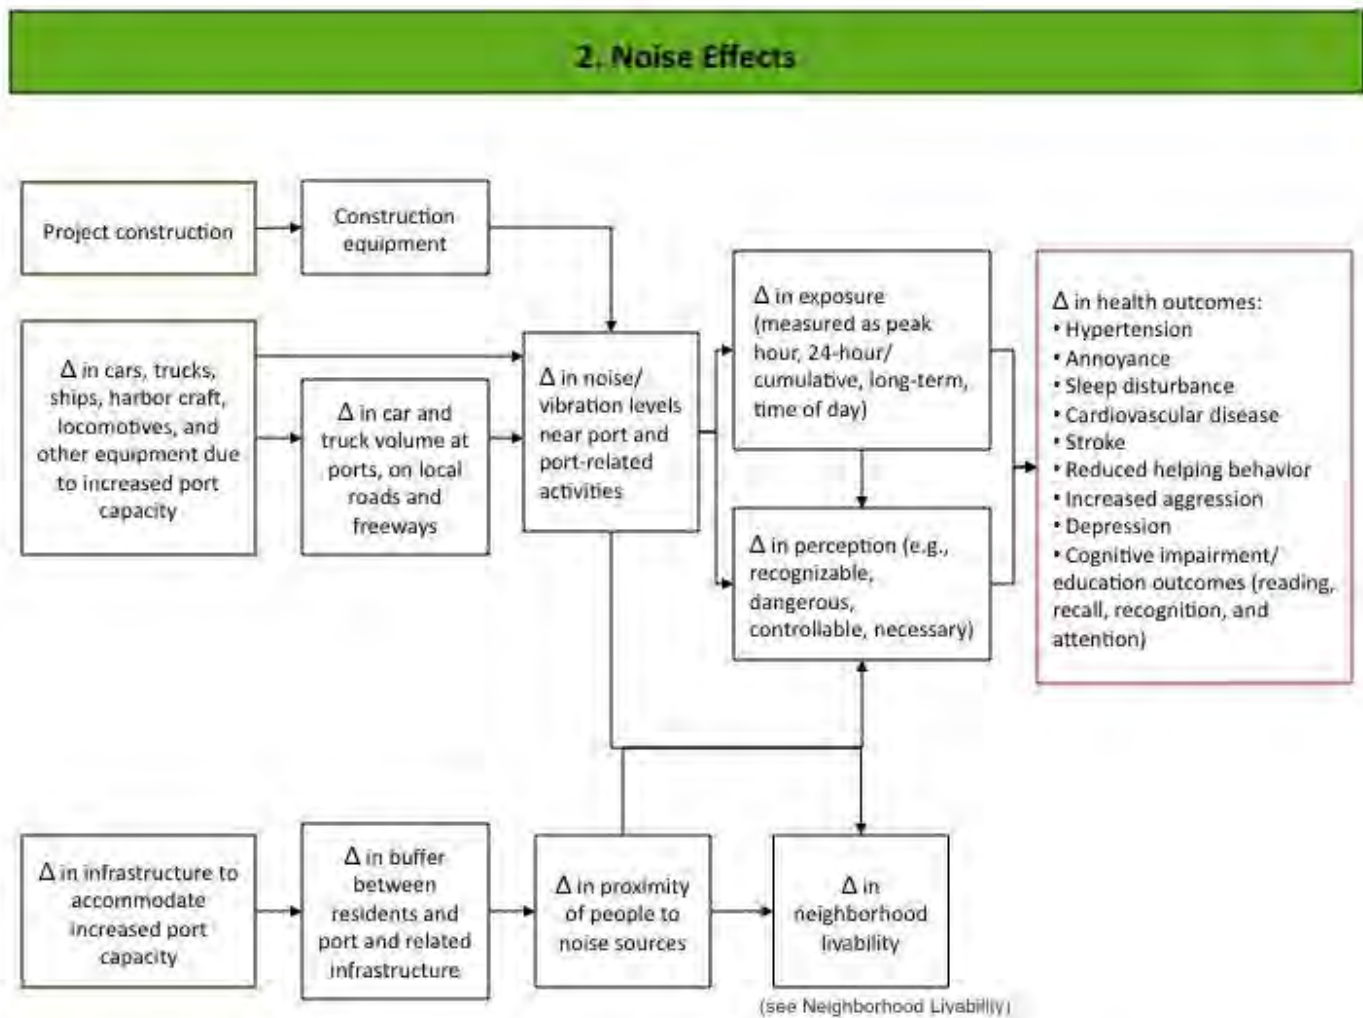 2. Noise Effects
Project construction
Construction
equipment
Δ in cars, trucks,
ships, harbor craft,
locomotives, and
other equipment due
to increased port
capacity
Δ in car and
truck volume at
ports, on local
roads and
freeways
Δ in noise/
vibration levels
near port and
port-related
activities
Δ in exposure
(measured as peak
hour, 24-hour/
cumulative, long-term,
time of day)
Δ in perception (e.g.,
recognizable,
dangerous,
controllable, necessary)
Δ in health outcomes:
• Hypertension
• Annoyance
• Sleep disturbance
• Cardiovascular disease
• Stroke
• Reduced helping behavior
• Increased aggression
• Depression
• Cognitive impairment/
education outcomes (reading,
recall, recognition, and
attention)
Δ in infrastructure to
accommodate
increased port
capacity
Δ in buffer
between
residents and
port and related
infrastructure
Δ in proximity
of people to
noise sources
Δ in
neighborhood
livability
(see Neighborhood Livability)